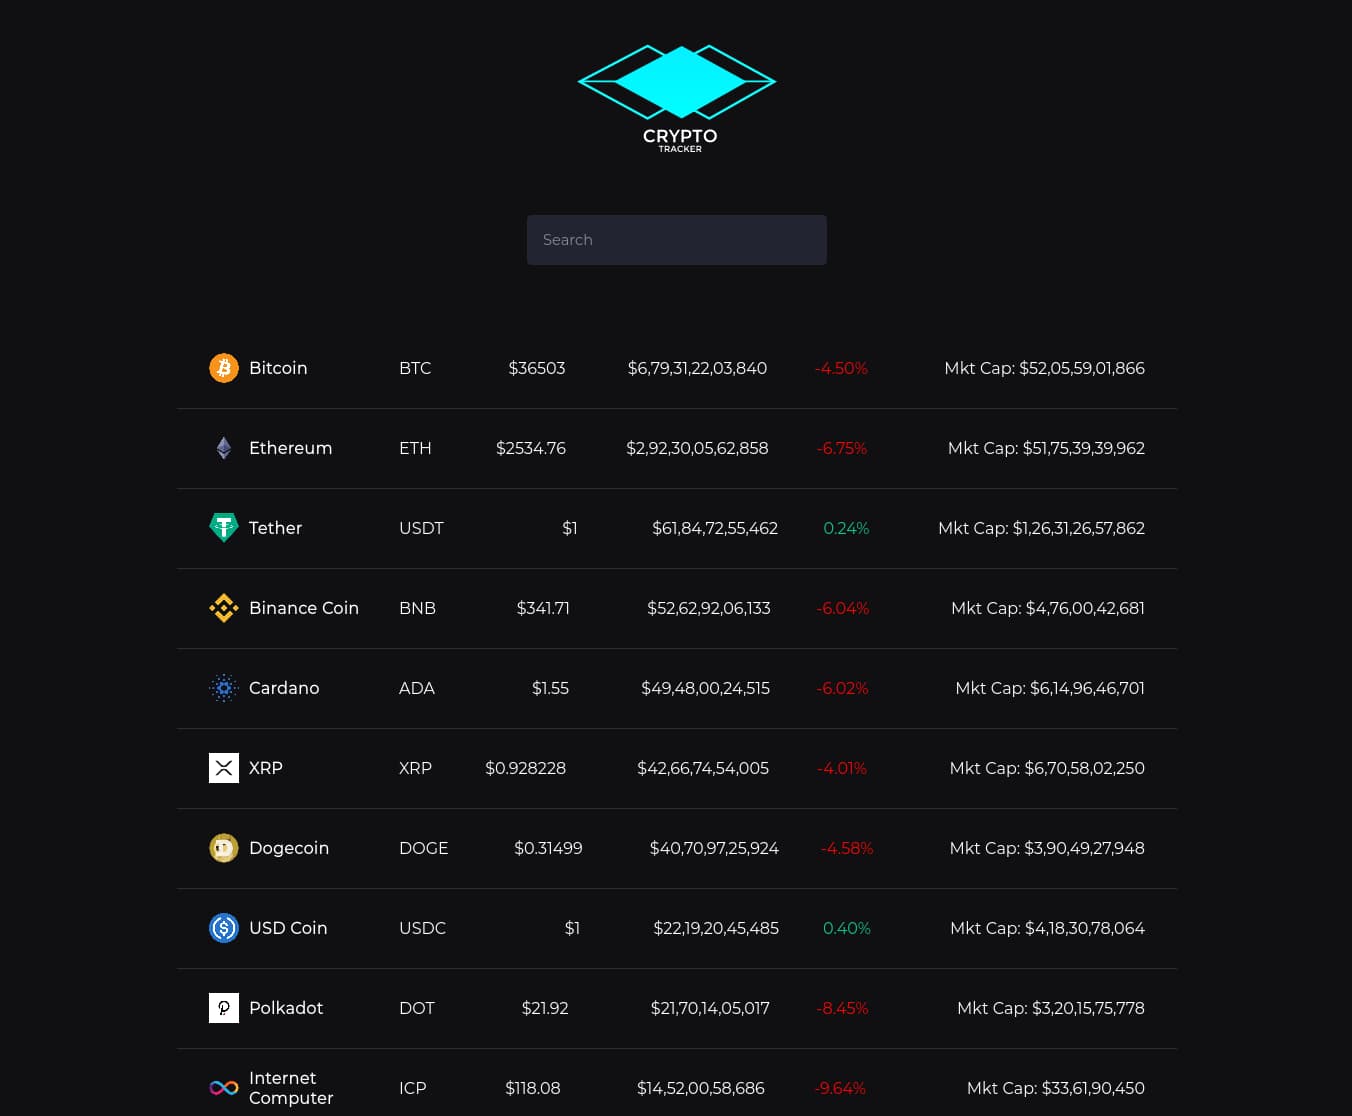 CRYPTO
TRACKER
Search
Bitcoin BTC $36503 $6,79,31,22,03,840 -4.50% Mkt Cap: $52,05,59,01,866
Ethereum ETH $2534.76 $2,92,30,05,62,858 -6.75% Mkt Cap: $51,75,39,39,962
Tether USDT $1 $61,84,72,55,462 0.24% Mkt Cap: $1,26,31,26,57,862
Binance Coin BNB $341.71 $52,62,92,06,133 -6.04% Mkt Cap: $4,76,00,42,681
Cardano ADA $1.55 $49,48,00,24,515 -6.02% Mkt Cap: $6,14,96,46,701
XRP XRP $0.928228 $42,66,74,54,005 -4.01% Mkt Cap: $6,70,58,02,250
Dogecoin DOGE $0.31499 $40,70,97,25,924 -4.58% Mkt Cap: $3,90,49,27,948
USD Coin USDC $1 $22,19,20,45,485 0.40% Mkt Cap: $4,18,30,78,064
Polkadot DOT $21.92 $21,70,14,05,017 -8.45% Mkt Cap: $3,20,15,75,778
Internet
Computer ICP $118.08 $14,52,00,58,686 -9.64% Mkt Cap: $33,61,90,450